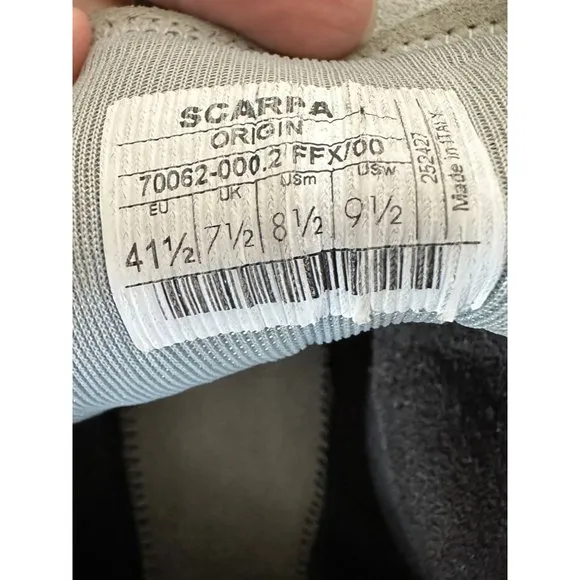 SCARPA
ORIGIN
70062-000.2 FFX/00
EU UK USm USw
41½ 7½ 8½ 9½
252427
Made in ITALY